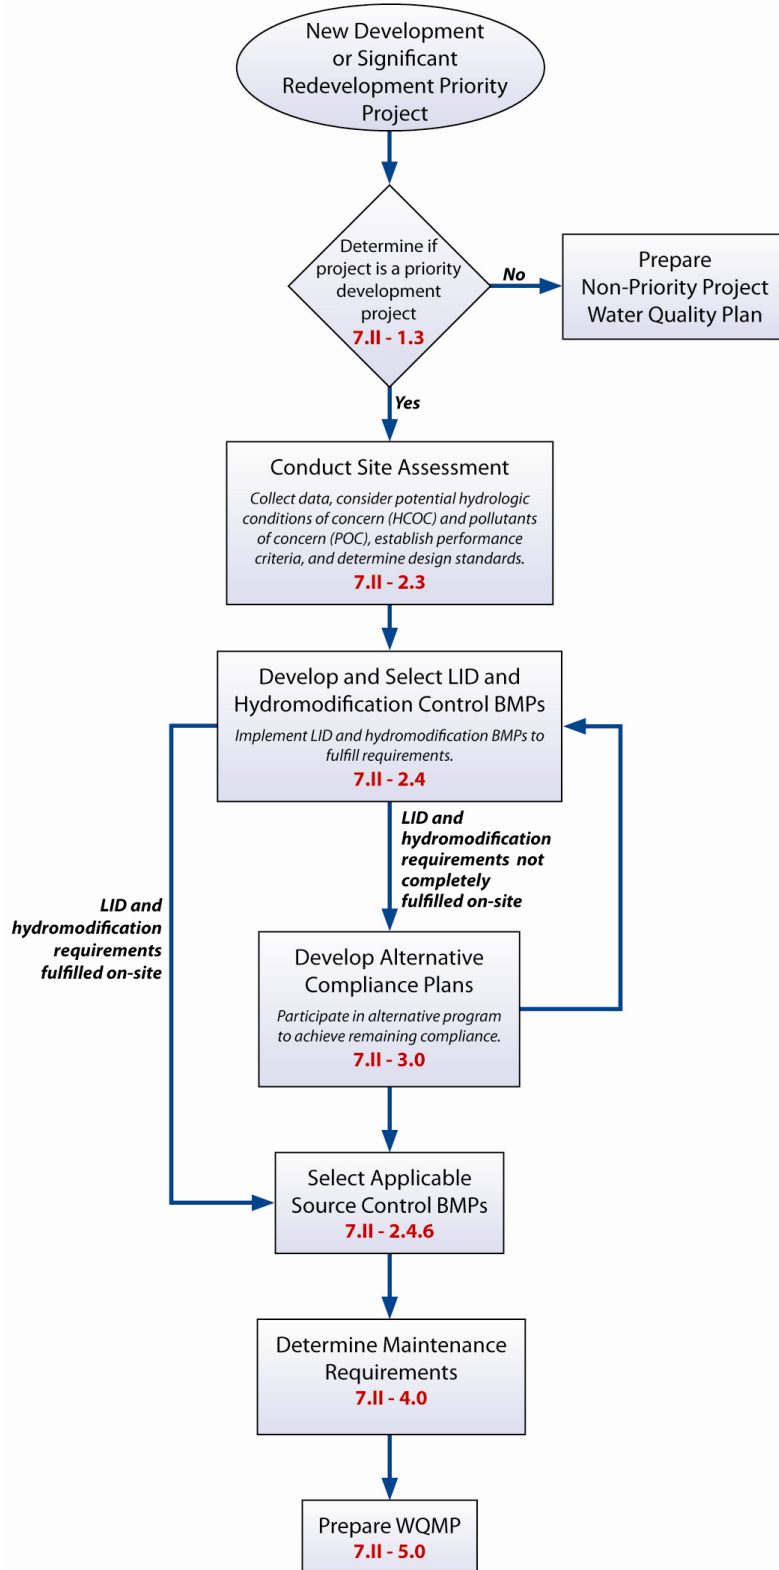 New Development
or Significant
Redevelopment Priority
Project
Determine if
project is a priority
development
project
7.II - 1.3
No
Prepare
Non-Priority Project
Water Quality Plan
Yes
Conduct Site Assessment
Collect data, consider potential hydrologic
conditions of concern (HCOC) and pollutants
of concern (POC), establish performance
criteria, and determine design standards.
7.II - 2.3
Develop and Select LID and
Hydromodification Control BMPs
Implement LID and hydromodification BMPs to
fulfill requirements.
7.II - 2.4
LID and
hydromodification
requirements not
completely
fulfilled on-site
LID and
hydromodification
requirements
fulfilled on-site
Develop Alternative
Compliance Plans
Participate in alternative program
to achieve remaining compliance.
7.II - 3.0
Select Applicable
Source Control BMPs
7.II - 2.4.6
Determine Maintenance
Requirements
7.II - 4.0
Prepare WQMP
7.II - 5.0